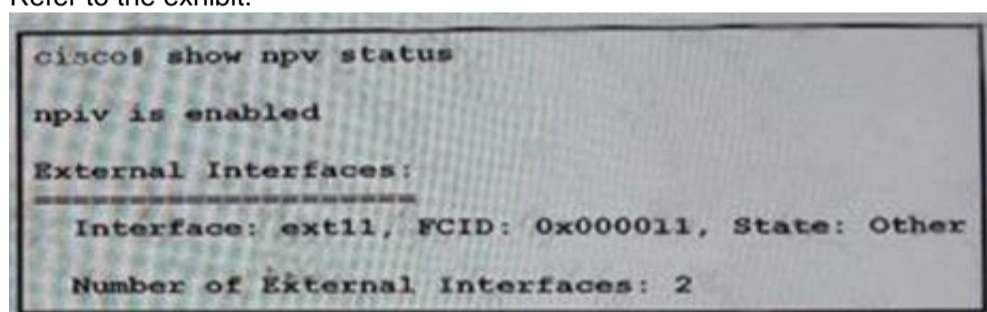 Refer to the exhibit.
cisco# show npv status
npiv is enabled
External Interfaces:
====================
Interface: ext11, FCID: 0x000011, State: Other
Number of External Interfaces: 2